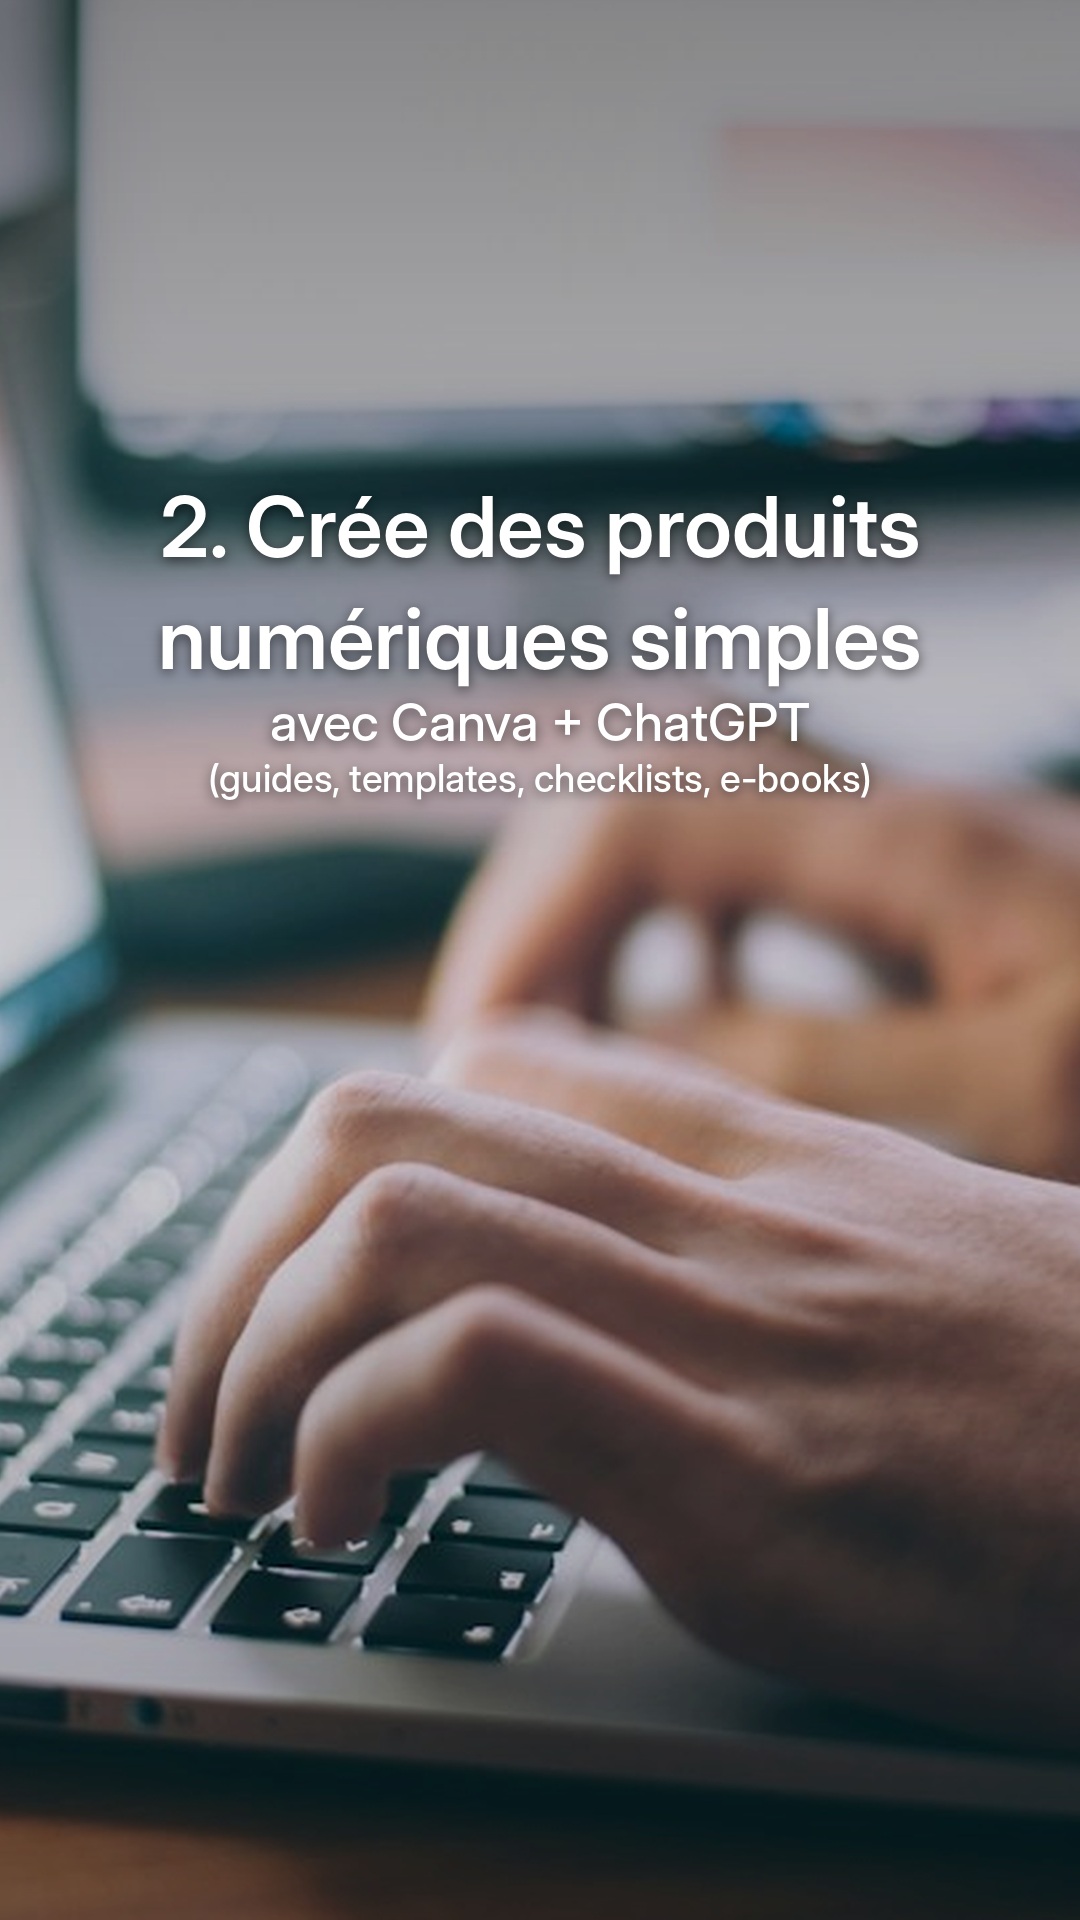 2. Crée des produits
numériques simples
avec Canva + ChatGPT
(guides, templates, checklists, e-books)